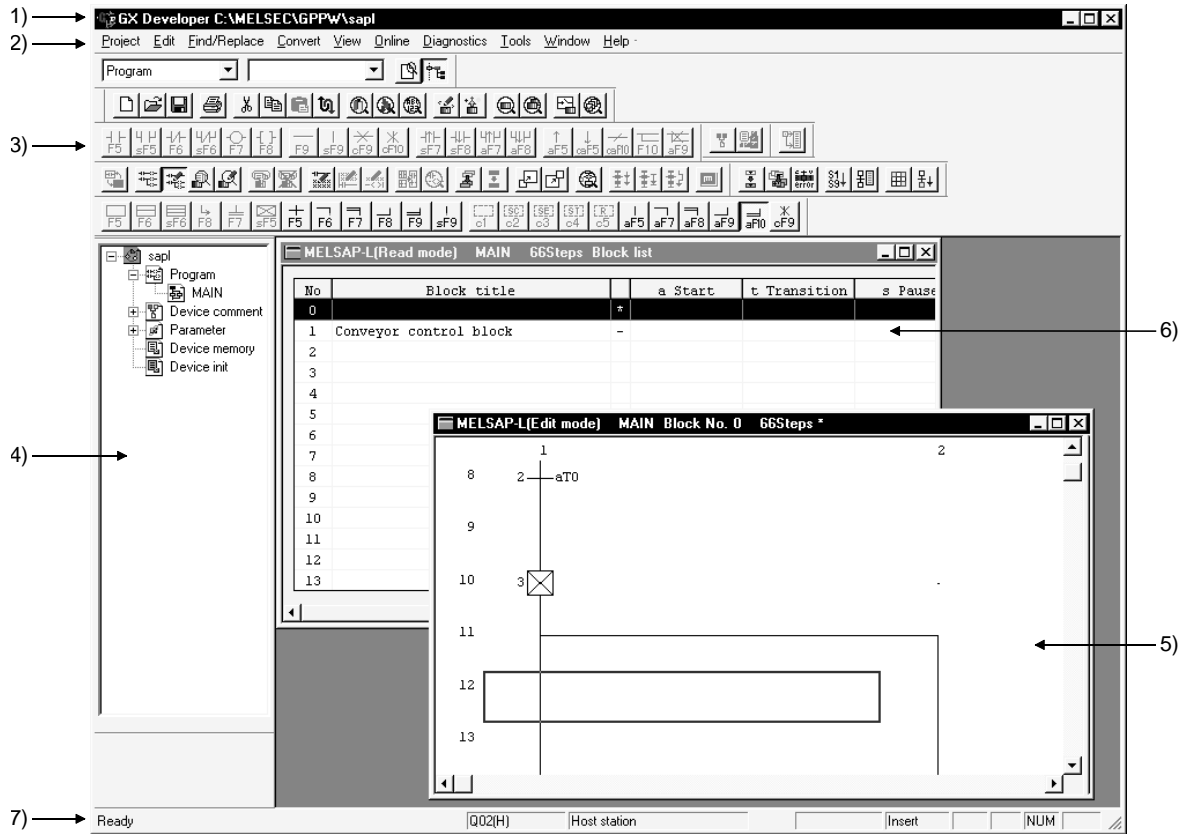 1)
GX Developer C:\MELSEC\GPPW\sapl
2)
Project Edit Find/Replace Convert View Online Diagnostics Tools Window Help
Program
3)
F5 sF5 F6 sF6 F7 F8 F9 sF9 cF9 cF10 sF7 sF8 aF7 aF8 aF5 caF5 caF10 F10 aF9
error
F5 F6 sF6 F8 F7 sF5 F5 F6 F7 F8 F9 sF9 c1 [SC] c2 [SE] c3 [ST] c4 [R] c5 aF5 aF7 aF8 aF9 aF10 cF9
4)
sapl
Program
MAIN
Device comment
Parameter
Device memory
Device init
MELSAP-L(Read mode) MAIN 66Steps Block list
No Block title a Start t Transition s Pause
0 *
1 Conveyor control block -
2
3
4
5
6
7
8
9
10
11
12
13
6)
MELSAP-L(Edit mode) MAIN Block No. 0 66Steps *
1 2
8 2 aT0
9
10 3
11
12
13
5)
7)
Ready Q02(H) Host station Insert NUM